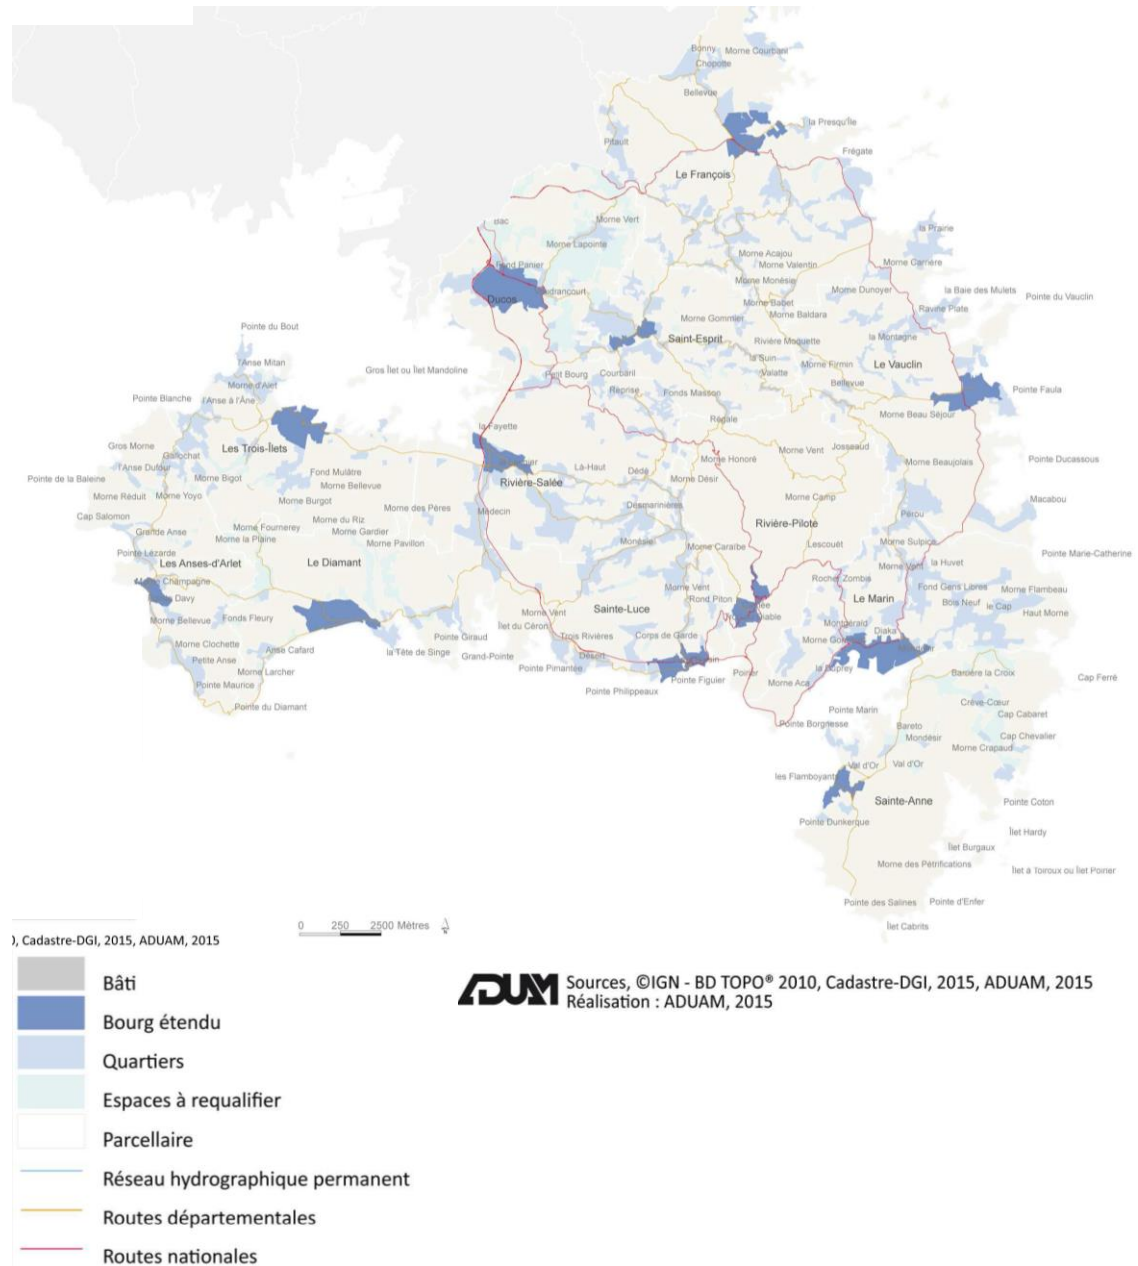 Bonny
Morne Courbaril
Chopotte
Bellevue
la Presqu'île
Pitault
Frégate
Le François
Morne Vert
la Prairie
Morne Lapointe
Morne Acajou
Morne Valentin
Morne Carrière
Fond Panier
Morne Monésie
Morne Dunoyer
la Baie des Mulets
Pointe du Vauclin
Ducos
Morne Babet
Ravine Plate
Morne Gommier
Morne Baldara
Pointe du Bout
Saint-Esprit
Rivière Moquette
la Montagne
l'Anse Mitan
Gros Îlet ou Îlet Mandoline
Petit Bourg
Courbaril
la Suin
Valatte
Morne Firmin
Le Vauclin
Morne d'Alet
Reprise
Fonds Masson
Bellevue
Pointe Faula
Pointe Blanche
l'Anse à l'Âne
Morne Beau Séjour
la Fayette
Régale
Gros Morne
Les Trois-Îlets
Galochat
Morne Vent
Josseaud
Morne Honoré
Morne Beaujolais
Pointe Ducassous
l'Anse Dufour
Fond Mulâtre
Là-Haut
Dédé
Pointe de la Baleine
Morne Bigot
Morne Bellevue
Rivière-Salée
Morne Désir
Morne Réduit
Morne Yoyo
Morne Burgot
Morne des Pères
Médecin
Desmarinières
Morne Camp
Macabou
Cap Salomon
Morne du Riz
Pérou
Grande Anse
Morne Fournerey
Morne Gardier
Rivière-Pilote
Morne la Plaine
Morne Pavillon
Monésie
Morne Caraïbe
Lescouët
Morne Sulpice
Pointe Lézarde
Pointe Marie-Catherine
Les Anses-d'Arlet
Le Diamant
Morne Vent
la Huvet
Champagne
Rocher Zombis
Morne Vent
Fond Gens Libres
Morne Flambeau
Davy
Rond Piton
Le Marin
Bois Neuf
le Cap
Morne Bellevue
Fonds Fleury
Morne Vent
Sainte-Luce
Haut Morne
Îlet du Céron
Montgérald
Morne Clochette
Pointe Giraud
Trois Rivières
Corps de Garde
Diaka
Petite Anse
Anse Cafard
la Tête de Singe
Grand-Pointe
Désert
Morne Larcher
Pointe Pimantée
la Duprey
Poirier
Barrière la Croix
Cap Ferré
Pointe Maurice
Pointe Philippeaux
Pointe Figuier
Morne Aca
Pointe du Diamant
Crève-Cœur
Pointe Marin
Cap Cabaret
Pointe Borgnesse
Bareto
Mondésir
Cap Chevalier
Morne Crapaud
Val d'Or
Val d'Or
les Flamboyants
Sainte-Anne
Pointe Coton
Pointe Dunkerque
Îlet Hardy
Îlet Burgaux
Morne des Pétrifications
Îlet à Toiroux ou Îlet Poirier
Pointe des Salines
Pointe d'Enfer
Îlet Cabrits
0 250 2500 Mètres
), Cadastre-DGI, 2015, ADUAM, 2015
Bâti
Bourg étendu
Quartiers
Espaces à requalifier
Parcellaire
Réseau hydrographique permanent
Routes départementales
Routes nationales
ADUAM
Sources, ©IGN - BD TOPO® 2010, Cadastre-DGI, 2015, ADUAM, 2015
Réalisation : ADUAM, 2015